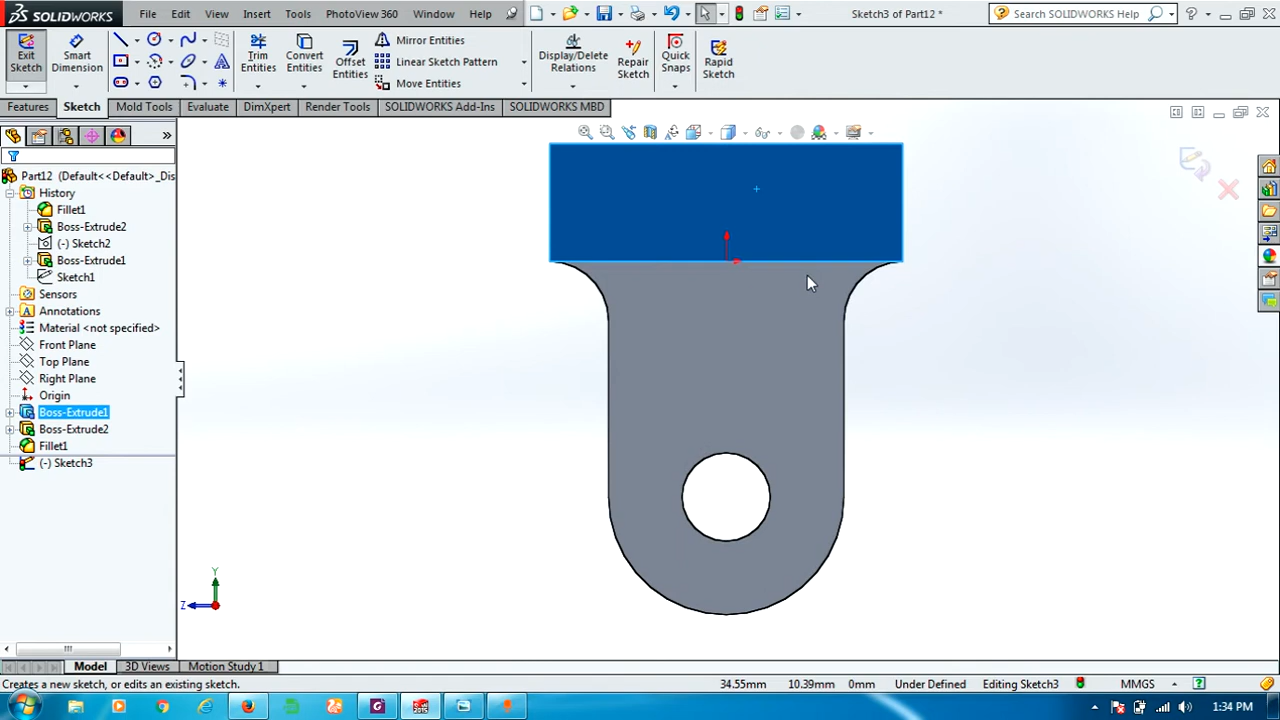 SOLIDWORKS File Edit View Insert Tools PhotoView 360 Window Help Sketch3 of Part12 * Search SOLIDWORKS Help
Exit Sketch
Smart Dimension
Trim Entities
Convert Entities
Offset Entities
Mirror Entities
Linear Sketch Pattern
Move Entities
Display/Delete Relations
Repair Sketch
Quick Snaps
Rapid Sketch
Features Sketch Mold Tools Evaluate DimXpert Render Tools SOLIDWORKS Add-Ins SOLIDWORKS MBD
Part12 (Default<<Default>_Dis
History
Fillet1
Boss-Extrude2
(-) Sketch2
Boss-Extrude1
Sketch1
Sensors
Annotations
Material <not specified>
Front Plane
Top Plane
Right Plane
Origin
Boss-Extrude1
Boss-Extrude2
Fillet1
(-) Sketch3
Y
Z
Model 3D Views Motion Study 1
Creates a new sketch, or edits an existing sketch. 34.55mm 10.39mm 0mm Under Defined Editing Sketch3 MMGS
1:34 PM